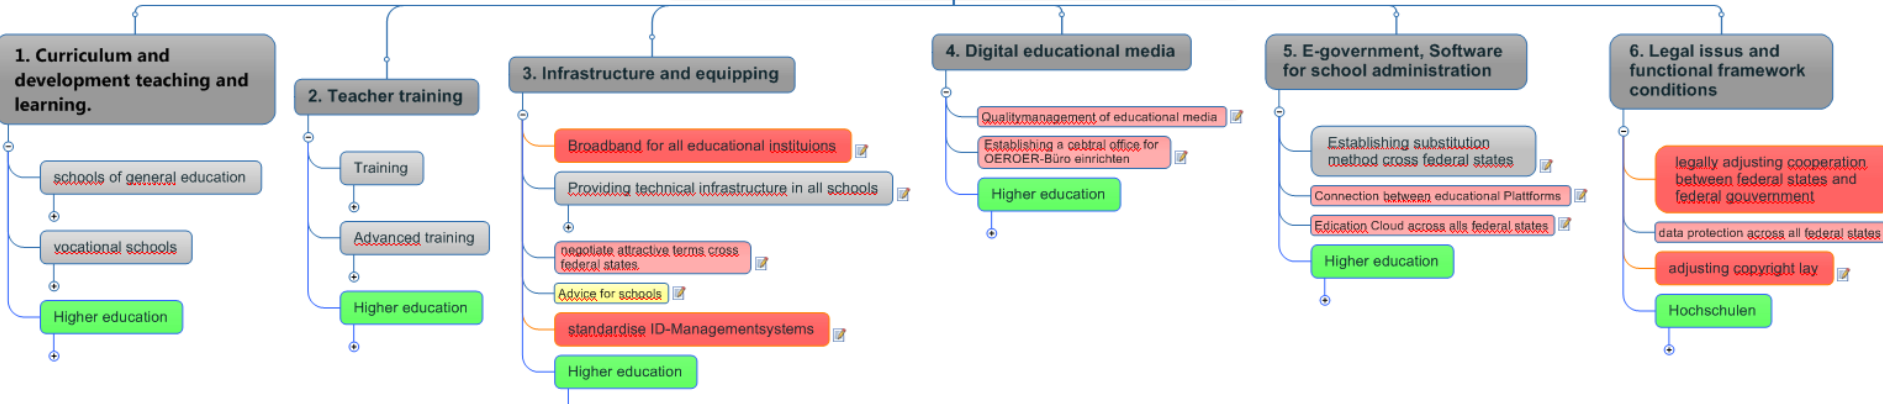 1. Curriculum and
development teaching and
learning.
schools of general education
vocational schools
Higher education
2. Teacher training
Training
Advanced training
Higher education
3. Infrastructure and equipping
Broadband for all educational instituions
Providing technical infrastructure in all schools
negotiate attractive terms cross
federal states
Advice for schools
standardise ID-Managementsystems
Higher education
4. Digital educational media
Qualitymanagement of educational media
Establishing a cebtral office for
OEROER-Büro einrichten
Higher education
5. E-government, Software
for school administration
Establishing substitution
method cross federal states
Connection between educational Plattforms
Edication Cloud across alls federal states
Higher education
6. Legal issus and
functional framework
conditions
legally adjusting cooperation
between federal states and
federal gouvernment
data protection across all federal states
adjusting copyright lay
Hochschulen